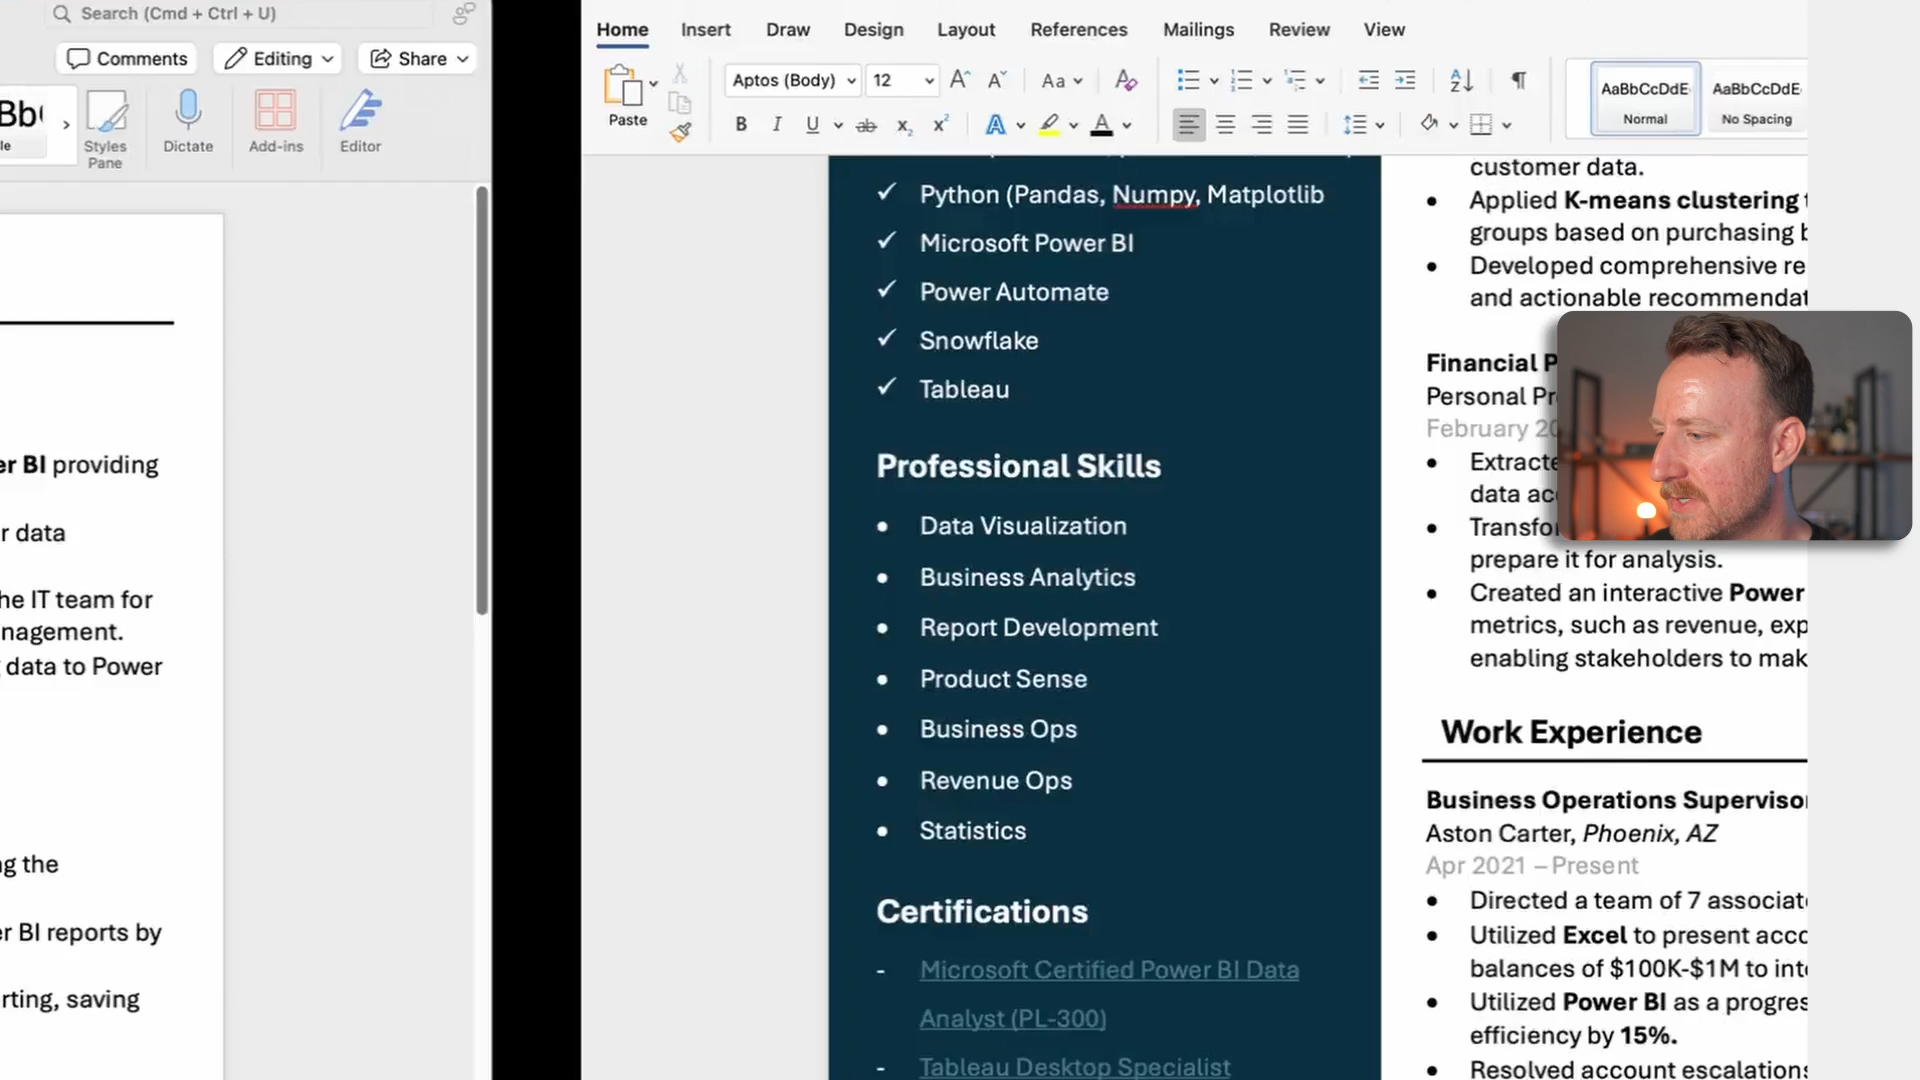 Search (Cmd + Ctrl + U)
Comments
Editing
Share
Styles
Pane
Dictate
Add-ins
Editor
er BI providing
r data
he IT team for
nagement.
data to Power
ng the
er BI reports by
rting, saving
Home
Insert
Draw
Design
Layout
References
Mailings
Review
View
Paste
Aptos (Body)
12
Aa
B I U ab x₂ x²
AaBbCcDdE
Normal
AaBbCcDdE
No Spacing
✓ Python (Pandas, Numpy, Matplotlib
✓ Microsoft Power BI
✓ Power Automate
✓ Snowflake
✓ Tableau
Professional Skills
• Data Visualization
• Business Analytics
• Report Development
• Product Sense
• Business Ops
• Revenue Ops
• Statistics
Certifications
- Microsoft Certified Power BI Data
Analyst (PL-300)
- Tableau Desktop Specialist
customer data.
• Applied K-means clustering
groups based on purchasing
• Developed comprehensive re
and actionable recommendat
Financial P
Personal Pr
February 20
• Extracte
data acc
• Transfor
prepare it for analysis.
• Created an interactive Power
metrics, such as revenue, exp
enabling stakeholders to mak
Work Experience
Business Operations Supervisor
Aston Carter, Phoenix, AZ
Apr 2021 – Present
• Directed a team of 7 associat
• Utilized Excel to present acco
balances of $100K-$1M to int
• Utilized Power BI as a progres
efficiency by 15%.
• Resolved account escalations